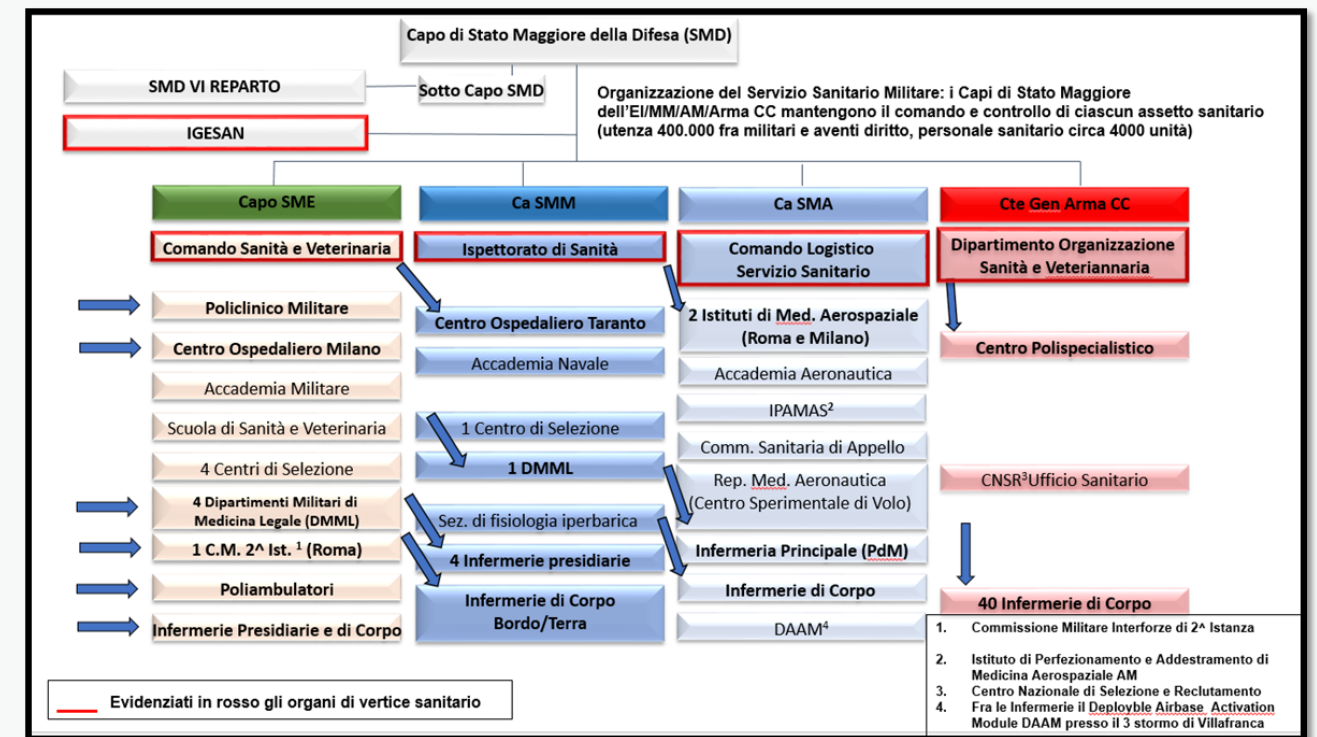 Capo di Stato Maggiore della Difesa (SMD)
SMD VI REPARTO
Sotto Capo SMD
IGESAN
Organizzazione del Servizio Sanitario Militare: i Capi di Stato Maggiore
dell'EI/MM/AM/Arma CC mantengono il comando e controllo di ciascun assetto sanitario
(utenza 400.000 fra militari e aventi diritto, personale sanitario circa 4000 unità)
Capo SME
Comando Sanità e Veterinaria
Policlinico Militare
Centro Ospedaliero Milano
Accademia Militare
Scuola di Sanità e Veterinaria
4 Centri di Selezione
4 Dipartimenti Militari di
Medicina Legale (DMML)
1 C.M. 2^ Ist. ¹ (Roma)
Poliambulatori
Infermerie Presidiarie e di Corpo
Ca SMM
Ispettorato di Sanità
Centro Ospedaliero Taranto
Accademia Navale
1 Centro di Selezione
1 DMML
Sez. di fisiologia iperbarica
4 Infermerie presidiarie
Infermerie di Corpo
Bordo/Terra
Ca SMA
Comando Logistico
Servizio Sanitario
2 Istituti di Med. Aerospaziale
(Roma e Milano)
Accademia Aeronautica
IPAMAS²
Comm. Sanitaria di Appello
Rep. Med. Aeronautica
(Centro Sperimentale di Volo)
Infermeria Principale (PdM)
Infermerie di Corpo
DAAM⁴
Cte Gen Arma CC
Dipartimento Organizzazione
Sanità e Veteriannaria
Centro Polispecialistico
CNSR³Ufficio Sanitario
40 Infermerie di Corpo
1. Commissione Militare Interforze di 2^ Istanza
2. Istituto di Perfezionamento e Addestramento di
Medicina Aerospaziale AM
3. Centro Nazionale di Selezione e Reclutamento
4. Fra le Infermerie il Deployble Airbase Activation
Module DAAM presso il 3 stormo di Villafranca
Evidenziati in rosso gli organi di vertice sanitario